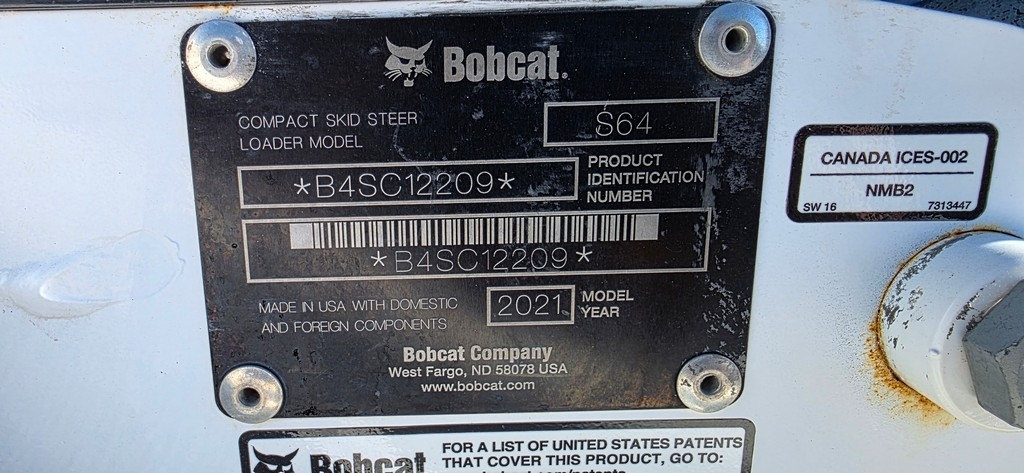 Bobcat.
COMPACT SKID STEER
LOADER MODEL
S64
*B4SC12209*
PRODUCT
IDENTIFICATION
NUMBER
*B4SC12209*
MADE IN USA WITH DOMESTIC
AND FOREIGN COMPONENTS
2021
MODEL
YEAR
Bobcat Company
West Fargo, ND 58078 USA
www.bobcat.com
CANADA ICES-002
NMB2
SW 16 7313447
Bobcat
FOR A LIST OF UNITED STATES PATENTS
THAT COVER THIS PRODUCT, GO TO: